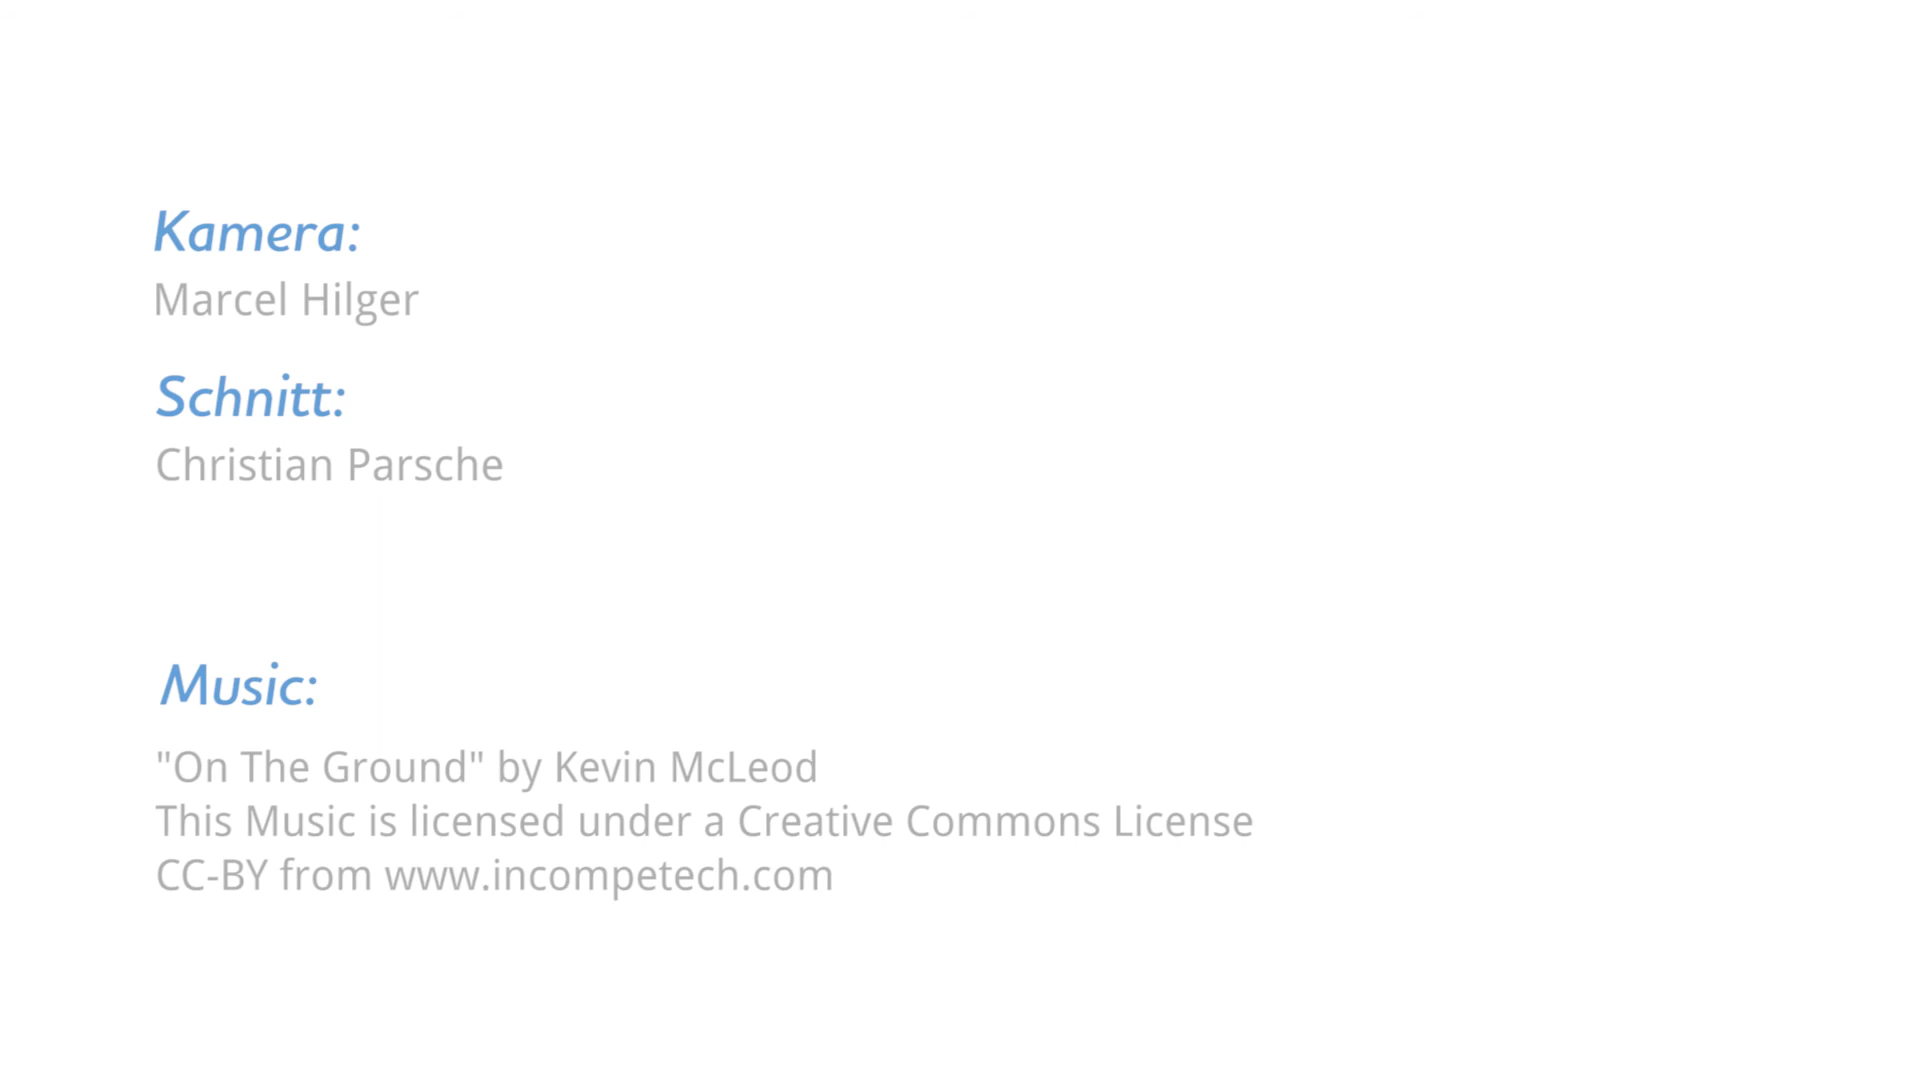 Kamera:
Marcel Hilger
Schnitt:
Christian Parsche
Music:
"On The Ground" by Kevin McLeod
This Music is licensed under a Creative Commons License
CC-BY from www.incompetech.com